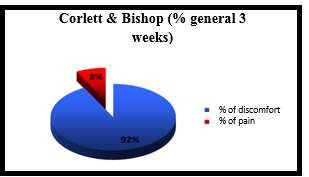 Corlett & Bishop (% general 3
weeks)
8%
% of discomfort
% of pain
92%